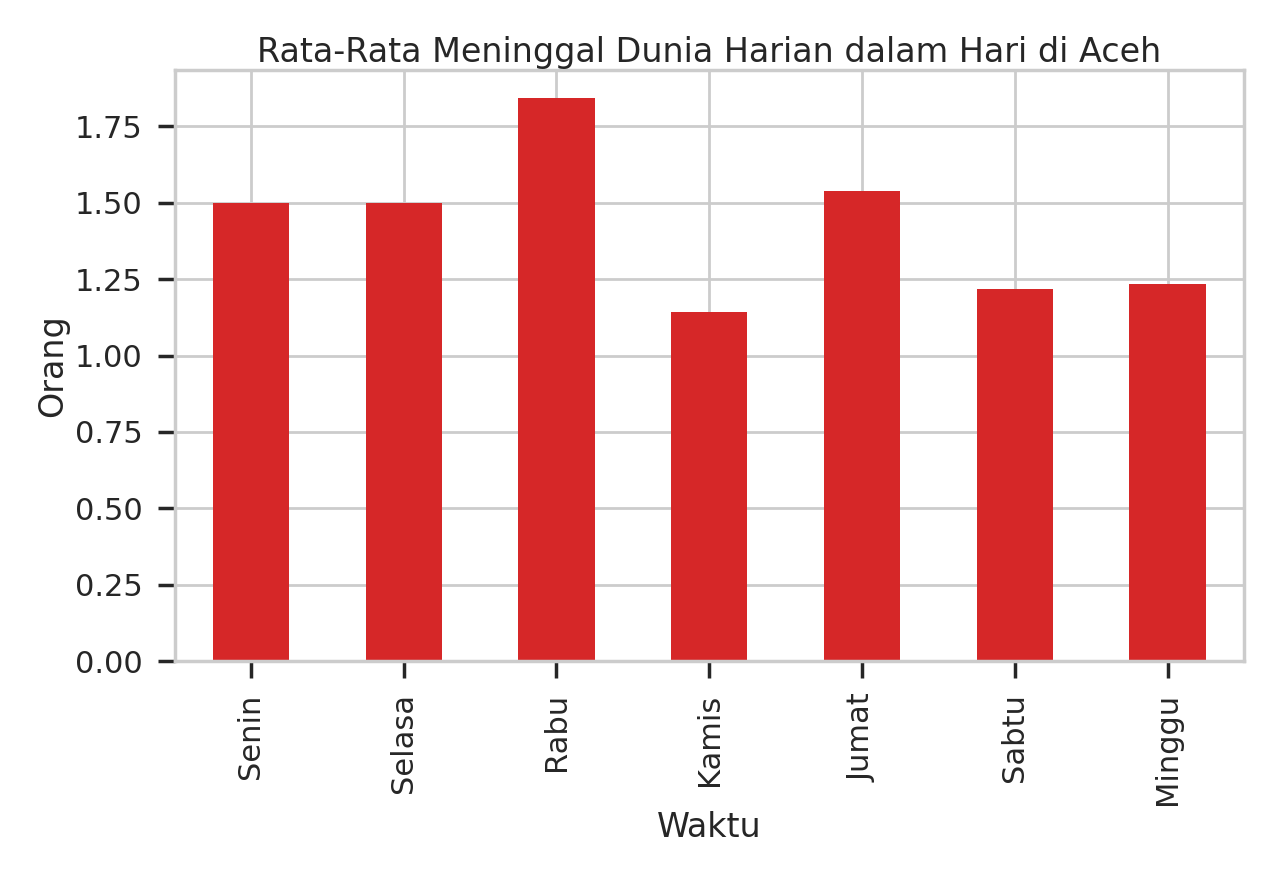 Rata-Rata Meninggal Dunia Harian dalam Hari di Aceh
1.75
1.50
1.25
1.00
0.75
0.50
0.25
0.00
Orang
Senin
Selasa
Rabu
Kamis
Jumat
Sabtu
Minggu
Waktu